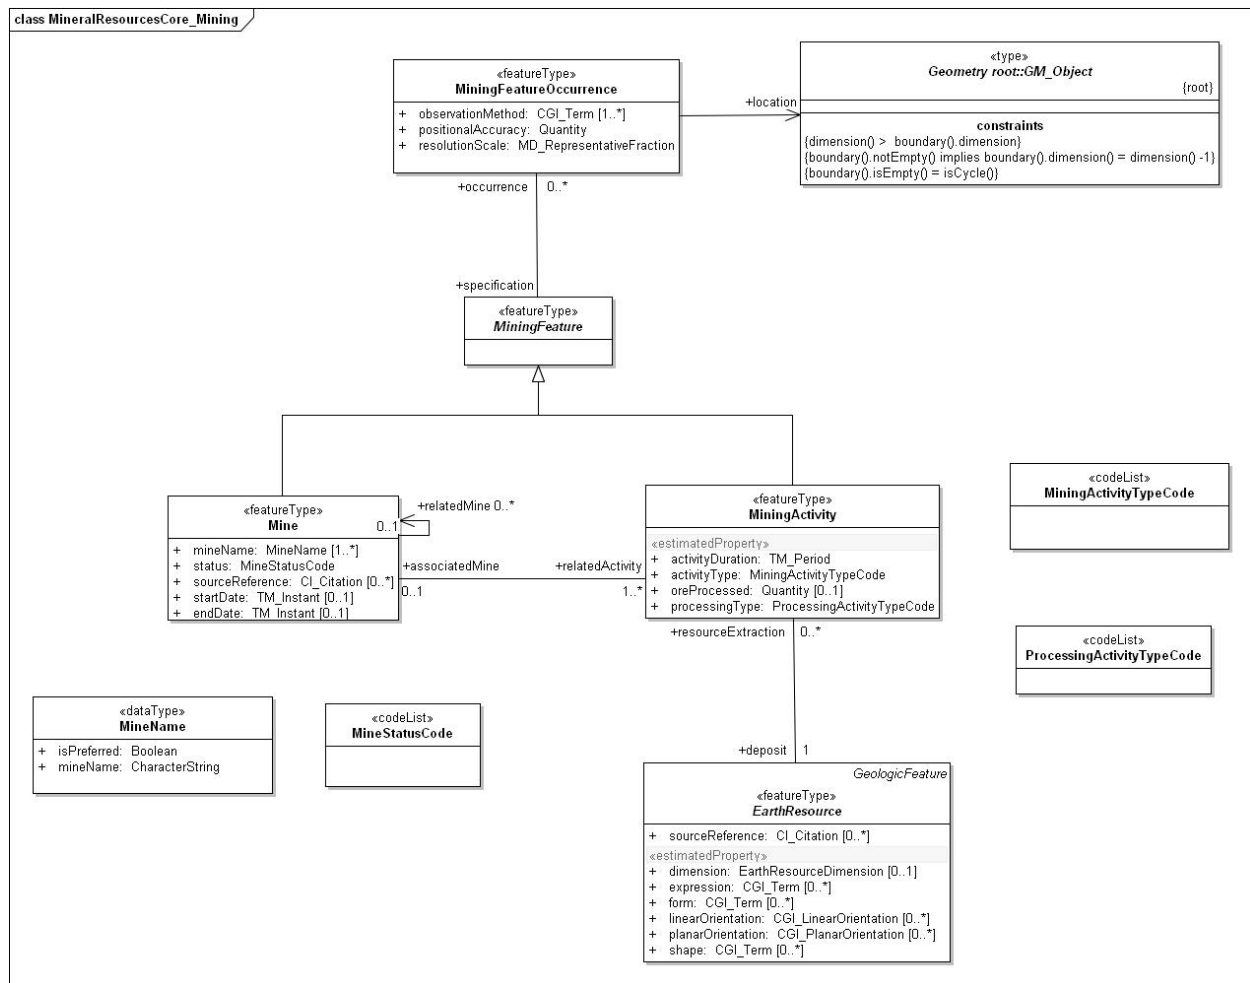 class MineralResourcesCore_Mining
«featureType»
MiningFeatureOccurrence
+ observationMethod: CGI_Term [1..*]
+ positionalAccuracy: Quantity
+ resolutionScale: MD_RepresentativeFraction
+location
«type»
Geometry root::GM_Object
{root}
constraints
{dimension() > boundary().dimension}
{boundary().notEmpty() implies boundary().dimension() = dimension() -1}
{boundary().isEmpty() = isCycle()}
+occurrence 0..*
+specification
«featureType»
MiningFeature
«featureType»
Mine
0..1
+ mineName: MineName [1..*]
+ status: MineStatusCode
+ sourceReference: CI_Citation [0..*]
+ startDate: TM_Instant [0..1]
+ endDate: TM_Instant [0..1]
+relatedMine 0..*
+associatedMine
0..1
+relatedActivity
1..*
«featureType»
MiningActivity
«estimatedProperty»
+ activityDuration: TM_Period
+ activityType: MiningActivityTypeCode
+ oreProcessed: Quantity [0..1]
+ processingType: ProcessingActivityTypeCode
«codeList»
MiningActivityTypeCode
+resourceExtraction 0..*
«codeList»
ProcessingActivityTypeCode
«dataType»
MineName
+ isPreferred: Boolean
+ mineName: CharacterString
«codeList»
MineStatusCode
+deposit 1
GeologicFeature
«featureType»
EarthResource
+ sourceReference: CI_Citation [0..*]
«estimatedProperty»
+ dimension: EarthResourceDimension [0..1]
+ expression: CGI_Term [0..*]
+ form: CGI_Term [0..*]
+ linearOrientation: CGI_LinearOrientation [0..*]
+ planarOrientation: CGI_PlanarOrientation [0..*]
+ shape: CGI_Term [0..*]